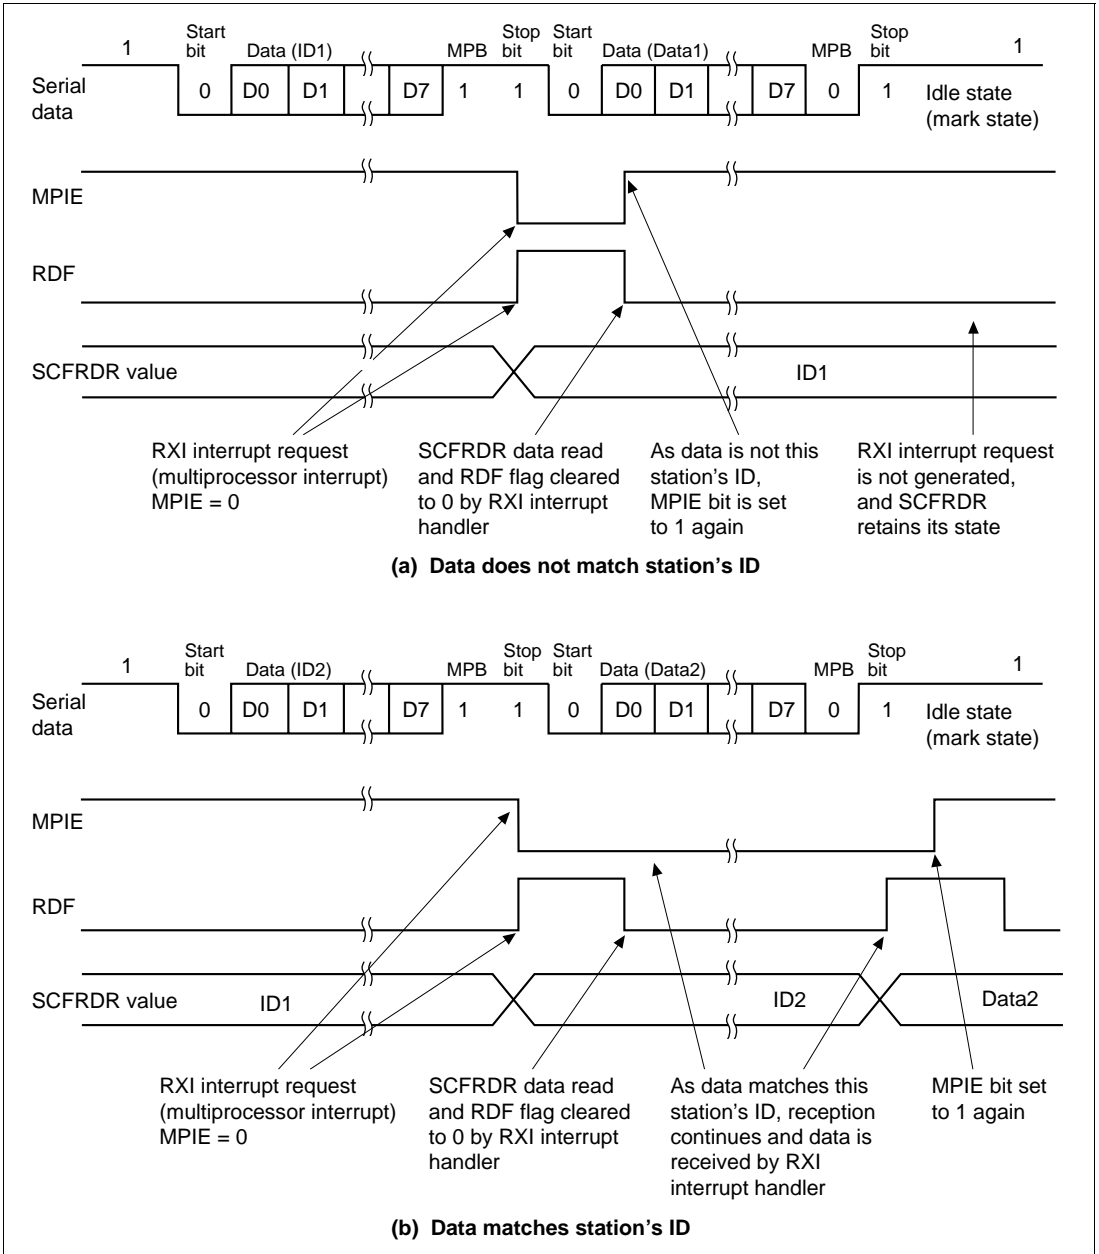 1 Start bit Data (ID1) MPB Stop bit Start bit Data (Data1) MPB Stop bit 1
Serial data 0 D0 D1 D7 1 1 0 D0 D1 D7 0 1 Idle state (mark state)
MPIE
RDF
SCFRDR value ID1
RXI interrupt request
(multiprocessor interrupt)
MPIE = 0
SCFRDR data read
and RDF flag cleared
to 0 by RXI interrupt
handler
As data is not this
station's ID,
MPIE bit is set
to 1 again
RXI interrupt request
is not generated,
and SCFRDR
retains its state
(a) Data does not match station's ID
1 Start bit Data (ID2) MPB Stop bit Start bit Data (Data2) MPB Stop bit 1
Serial data 0 D0 D1 D7 1 1 0 D0 D1 D7 0 1 Idle state (mark state)
MPIE
RDF
SCFRDR value ID1 ID2 Data2
RXI interrupt request
(multiprocessor interrupt)
MPIE = 0
SCFRDR data read
and RDF flag cleared
to 0 by RXI interrupt
handler
As data matches this
station's ID, reception
continues and data is
received by RXI
interrupt handler
MPIE bit set
to 1 again
(b) Data matches station's ID